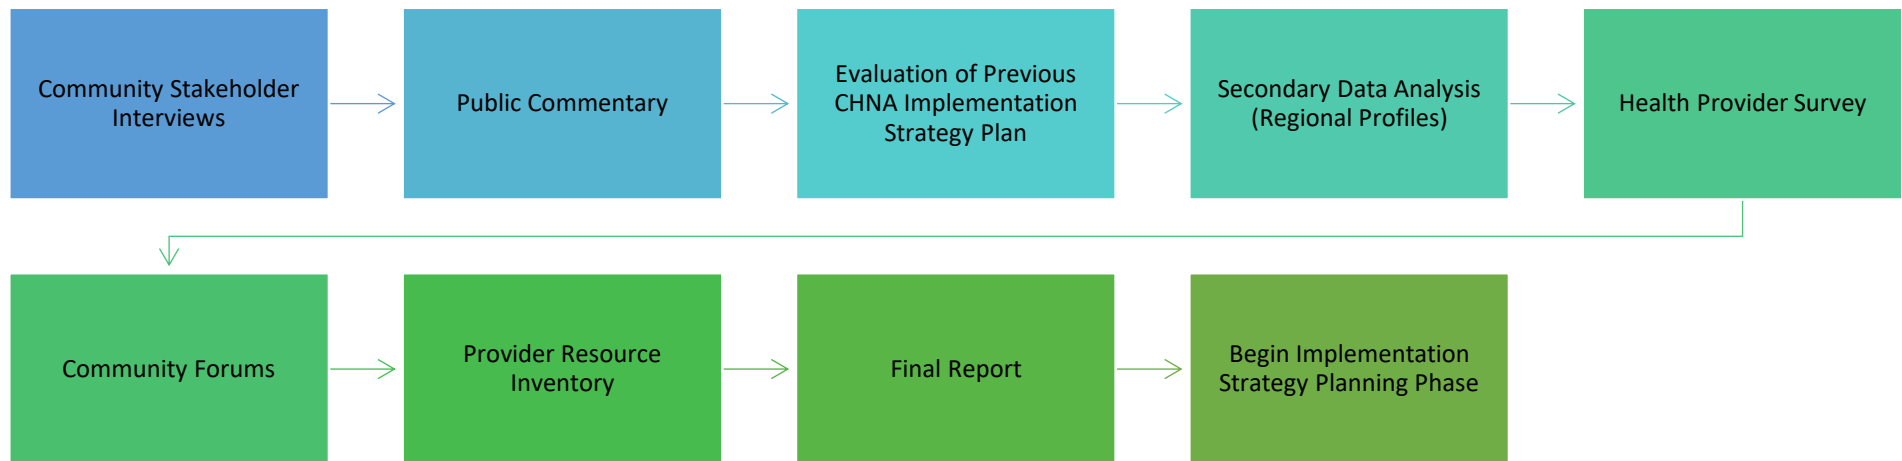 Community Stakeholder
Interviews
Public Commentary
Evaluation of Previous
CHNA Implementation
Strategy Plan
Secondary Data Analysis
(Regional Profiles)
Health Provider Survey
Community Forums
Provider Resource
Inventory
Final Report
Begin Implementation
Strategy Planning Phase